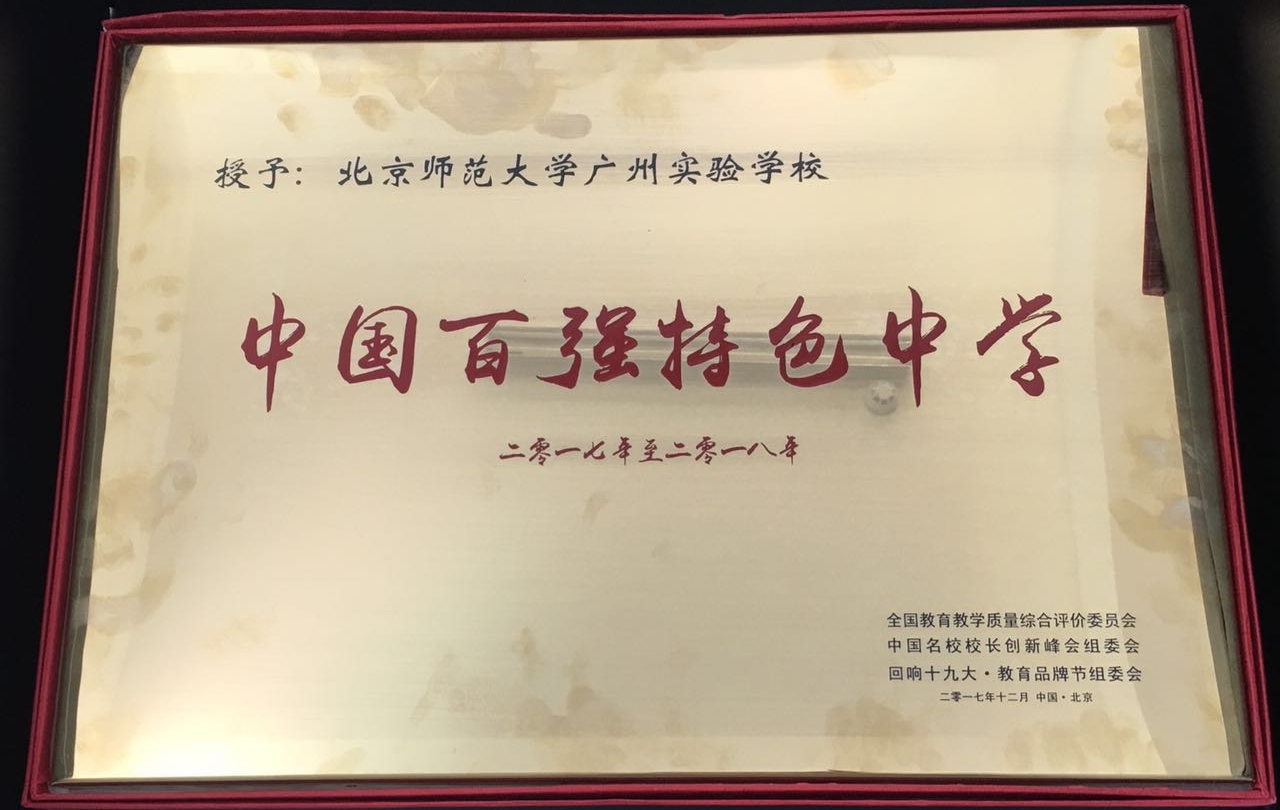 授予：北京师范大学广州实验学校
中国百强特色中学
二零一七年至二零一八年
全国教育教学质量综合评价委员会
中国名校校长创新峰会组委会
回响十九大·教育品牌节组委会
二零一七年十二月 中国·北京